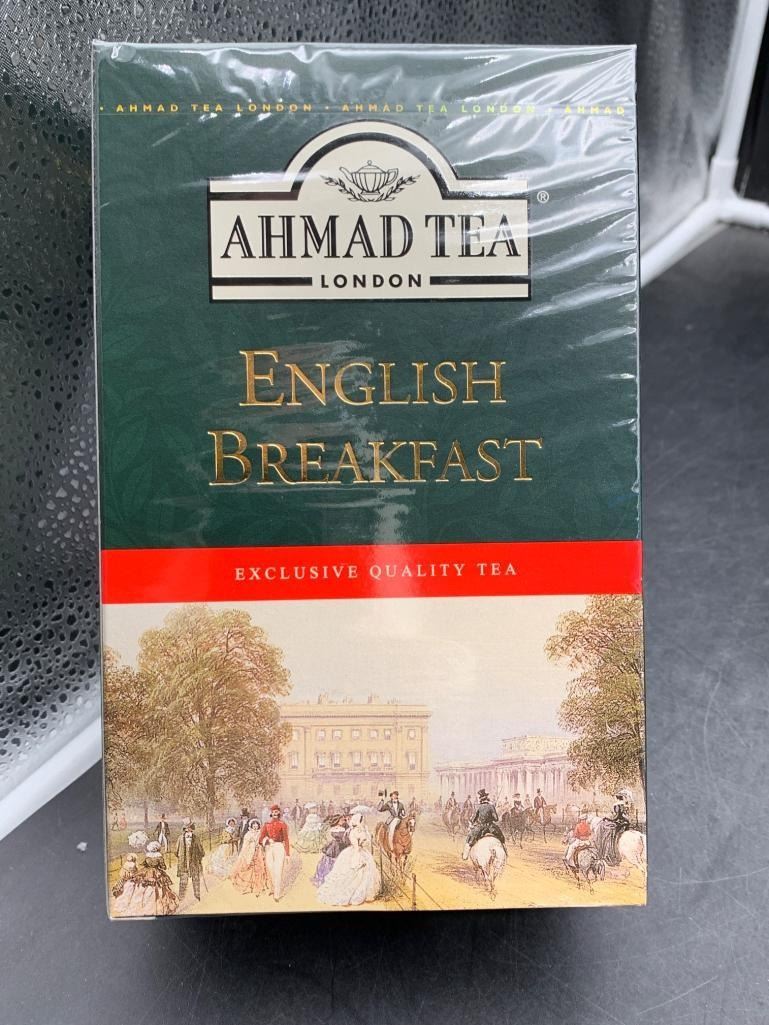 • AHMAD TEA LONDON • AHMAD TEA LONDON • AHMAD
AHMAD TEA ®
LONDON
ENGLISH
BREAKFAST
EXCLUSIVE QUALITY TEA